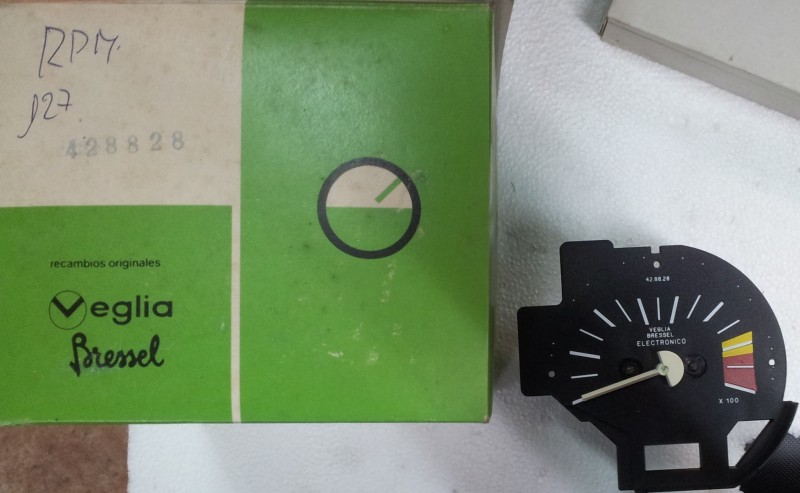 RPM.
127.
428828
recambios originales
Veglia
Bressel
42.88.28
VEGLIA
BRESSEL
ELECTRONICO
X 100